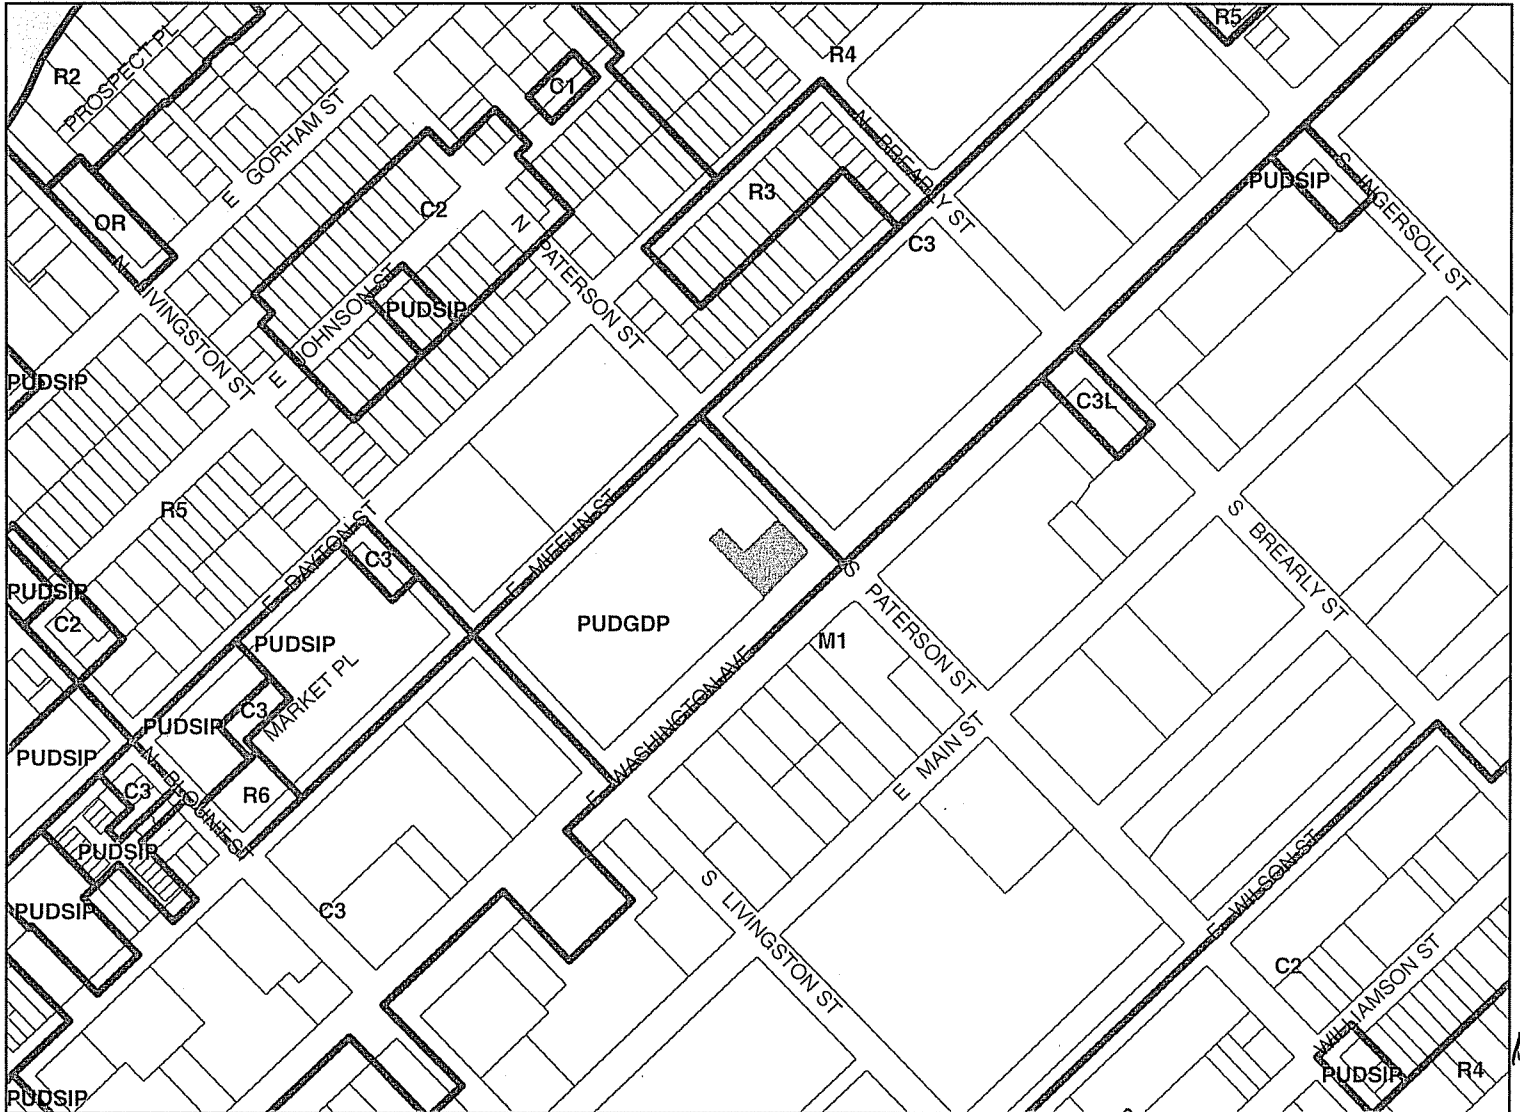 R5
R2
PROSPECT PL
R4
C1
E GORHAM ST
N BREARLY ST
R3
PUDSIP
S INGERSOLL ST
OR
C2
N PATERSON ST
C3
N LIVINGSTON ST
E JOHNSON ST
PUDSIP
PUDSIP
C3L
R5
E DAYTON ST
C3
E MIFFLIN ST
S BREARLY ST
PUDSIP
C2
PUDSIP
PUDGDP
S PATERSON ST
M1
MARKET PL
C3
PUDSIP
E WASHINGTON AVE
PUDSIP
N BLOUNT ST
C3
R6
E MAIN ST
PUDSIP
PUDSIP
C3
S LIVINGSTON ST
E WILSON ST
C2
WILLIAMSON ST
PUDSIP
R4
PUDSIP